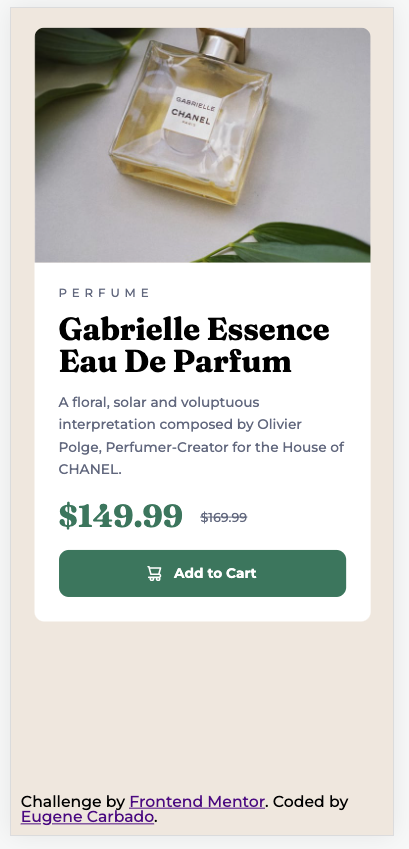 GABRIELLE
CHANEL
PARIS
PERFUME
Gabrielle Essence
Eau De Parfum
A floral, solar and voluptuous
interpretation composed by Olivier
Polge, Perfumer-Creator for the House of
CHANEL.
$149.99 $169.99
Add to Cart
Challenge by Frontend Mentor. Coded by
Eugene Carbado.